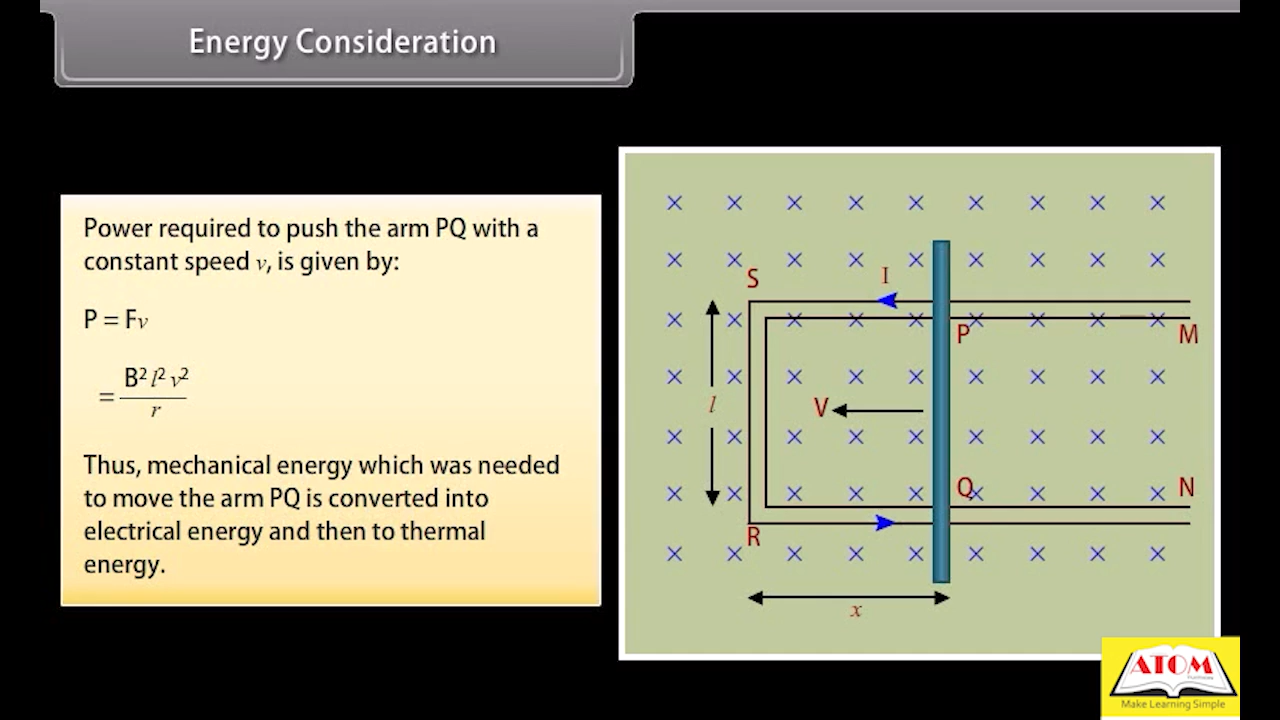 Energy Consideration
Power required to push the arm PQ with a
constant speed v, is given by:
P = Fv
= B² l² v² / r
Thus, mechanical energy which was needed
to move the arm PQ is converted into
electrical energy and then to thermal
energy.
S
I
P
M
l
V
Q
N
R
x
ATOM
Make Learning Simple